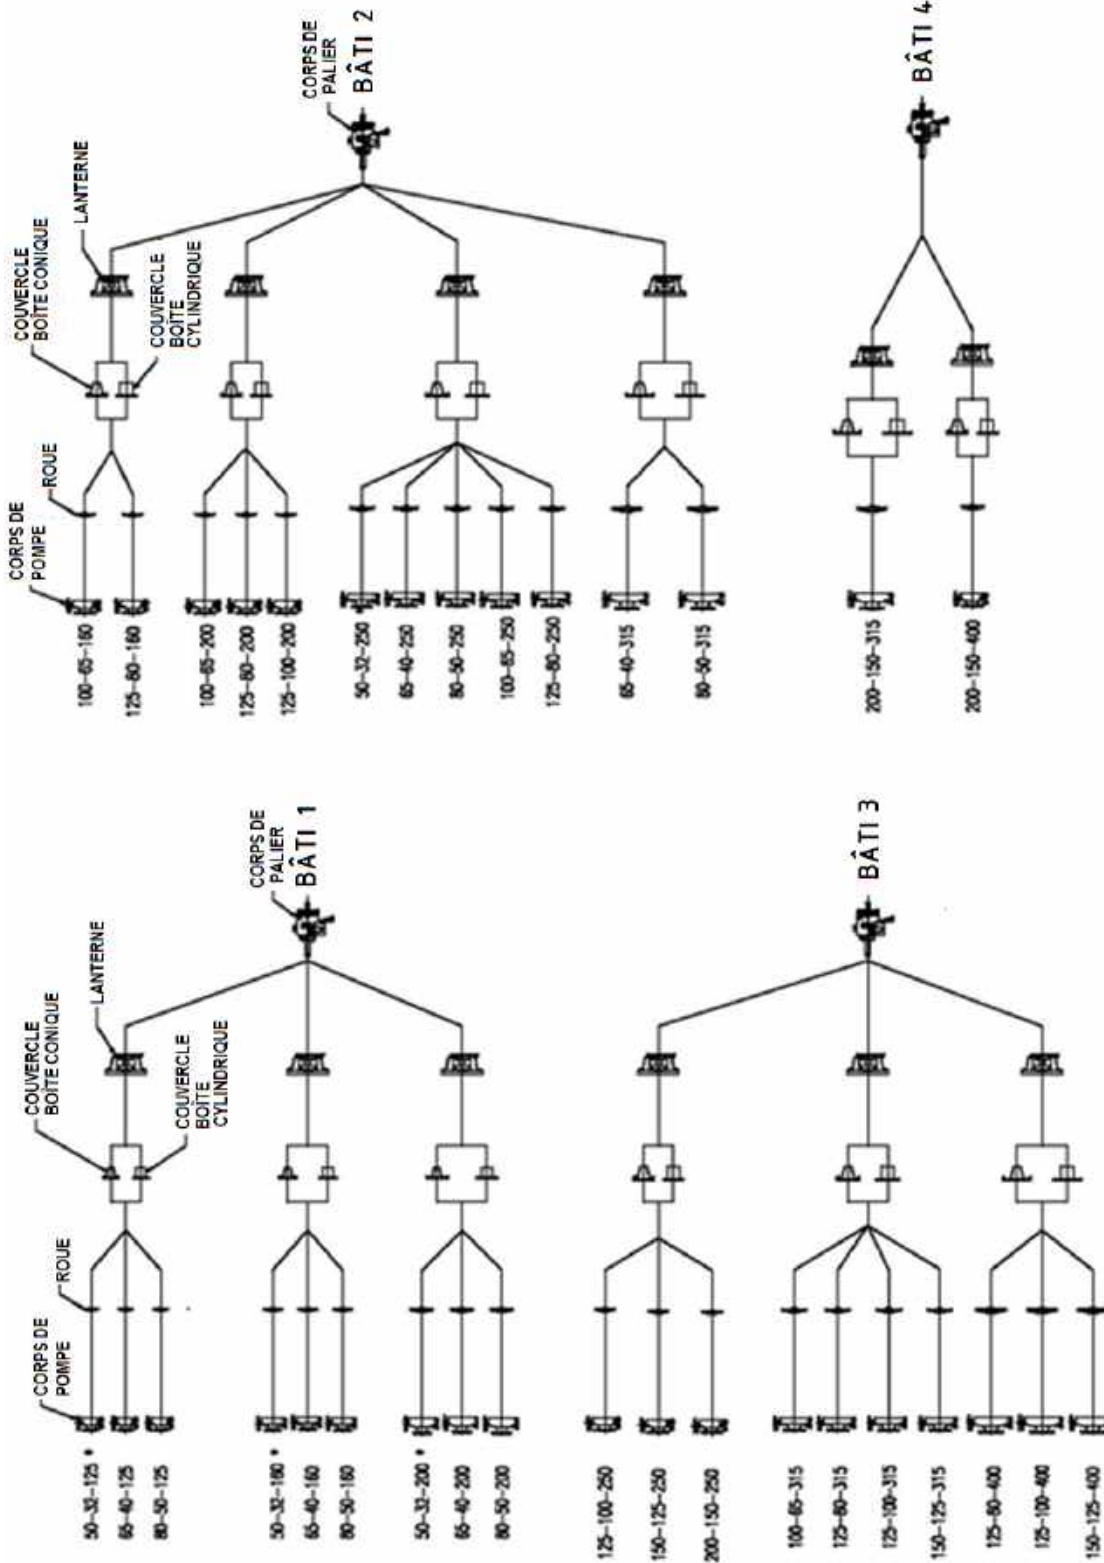 CORPS DE
POMPE
ROUE
COUVERCLE
BOÎTE CONIQUE
LANTERNE
COUVERCLE
BOÎTE
CYLINDRIQUE
CORPS DE
PALIER
BÂTI 2
100-65-160
125-80-160
100-65-200
125-80-200
125-100-200
50-32-250
65-40-250
80-50-250
100-65-250
125-80-250
65-40-315
80-50-315
BÂTI 4
200-150-315
200-150-400
CORPS DE
POMPE
ROUE
COUVERCLE
BOÎTE CONIQUE
LANTERNE
COUVERCLE
BOÎTE
CYLINDRIQUE
CORPS DE
PALIER
BÂTI 1
50-32-125 *
65-40-125
80-50-125
50-32-160 *
65-40-160
80-50-160
50-32-200 *
65-40-200
80-50-200
BÂTI 3
125-100-250
150-125-250
200-150-250
100-65-315
125-80-315
125-100-315
150-125-315
125-80-400
125-100-400
150-125-400